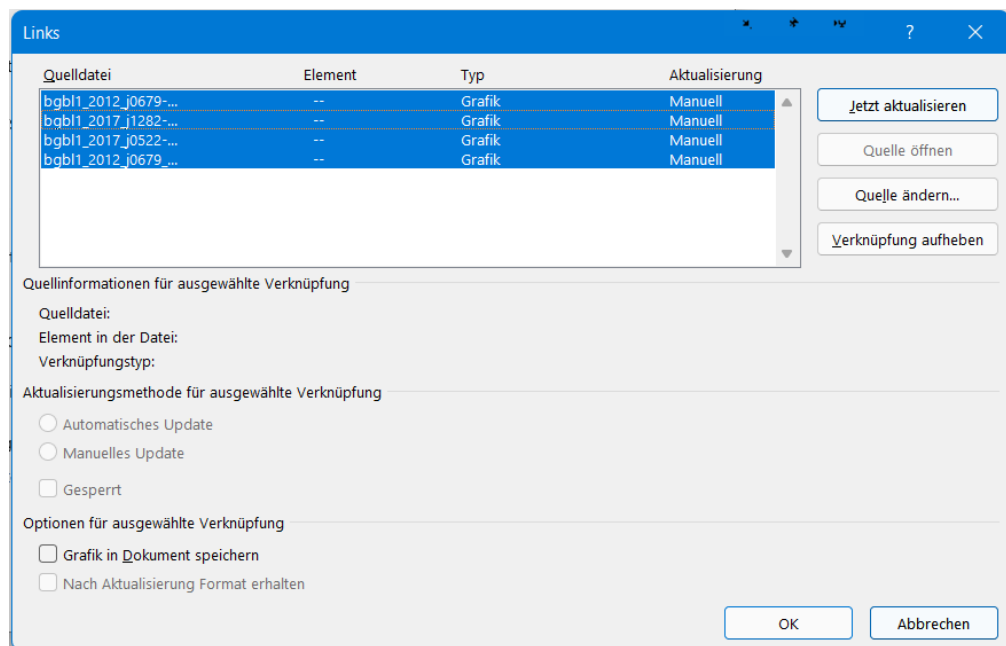 Links
Quelldatei Element Typ Aktualisierung
bgbl1_2012_j0679-... -- Grafik Manuell
bgbl1_2017_j1282-... -- Grafik Manuell
bgbl1_2017_j0522-... -- Grafik Manuell
bgbl1_2012_j0679_... -- Grafik Manuell
Jetzt aktualisieren
Quelle öffnen
Quelle ändern...
Verknüpfung aufheben
Quellinformationen für ausgewählte Verknüpfung
Quelldatei:
Element in der Datei:
Verknüpfungstyp:
Aktualisierungsmethode für ausgewählte Verknüpfung
Automatisches Update
Manuelles Update
Gesperrt
Optionen für ausgewählte Verknüpfung
Grafik in Dokument speichern
Nach Aktualisierung Format erhalten
OK Abbrechen